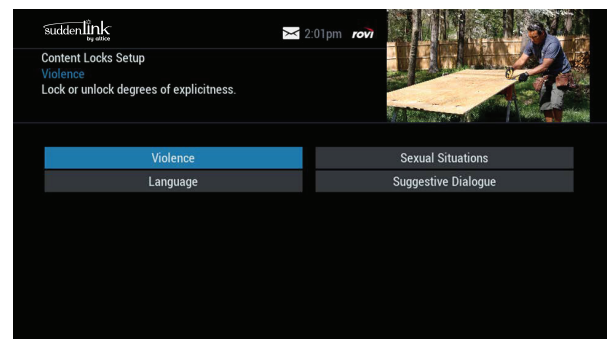 suddenlink
by altice
2:01pm rovi
Content Locks Setup
Violence
Lock or unlock degrees of explicitness.
Violence
Sexual Situations
Language
Suggestive Dialogue